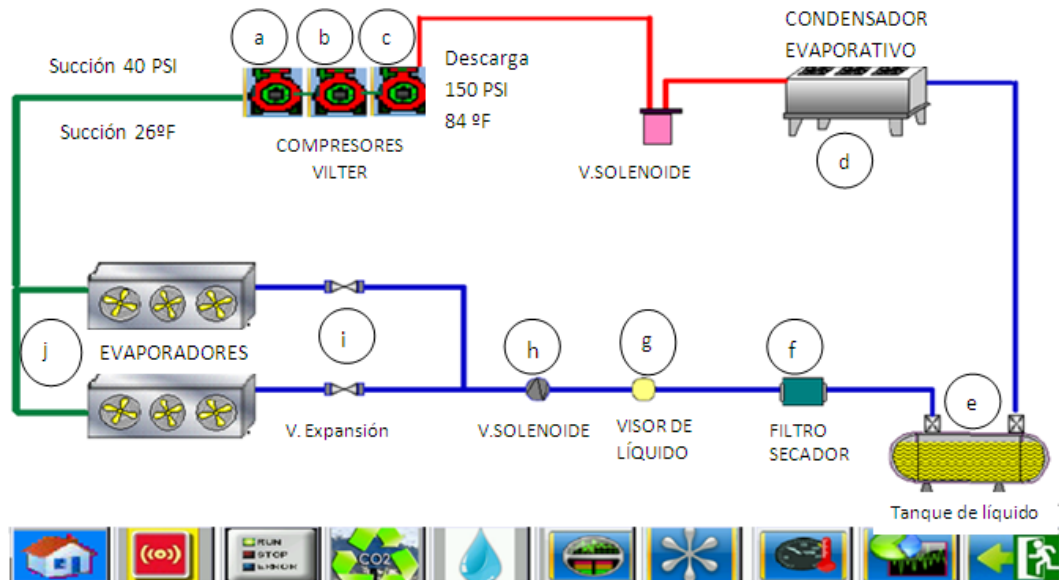 a
b
c
Succión 40 PSI
Succión 26ºF
COMPRESORES
VILTER
Descarga
150 PSI
84 ºF
V.SOLENOIDE
CONDENSADOR
EVAPORATIVO
d
EVAPORADORES
j
i
V. Expansión
h
V.SOLENOIDE
g
VISOR DE
LÍQUIDO
f
FILTRO
SECADOR
e
Tanque de líquido
RUN
STOP
ERROR
CO2